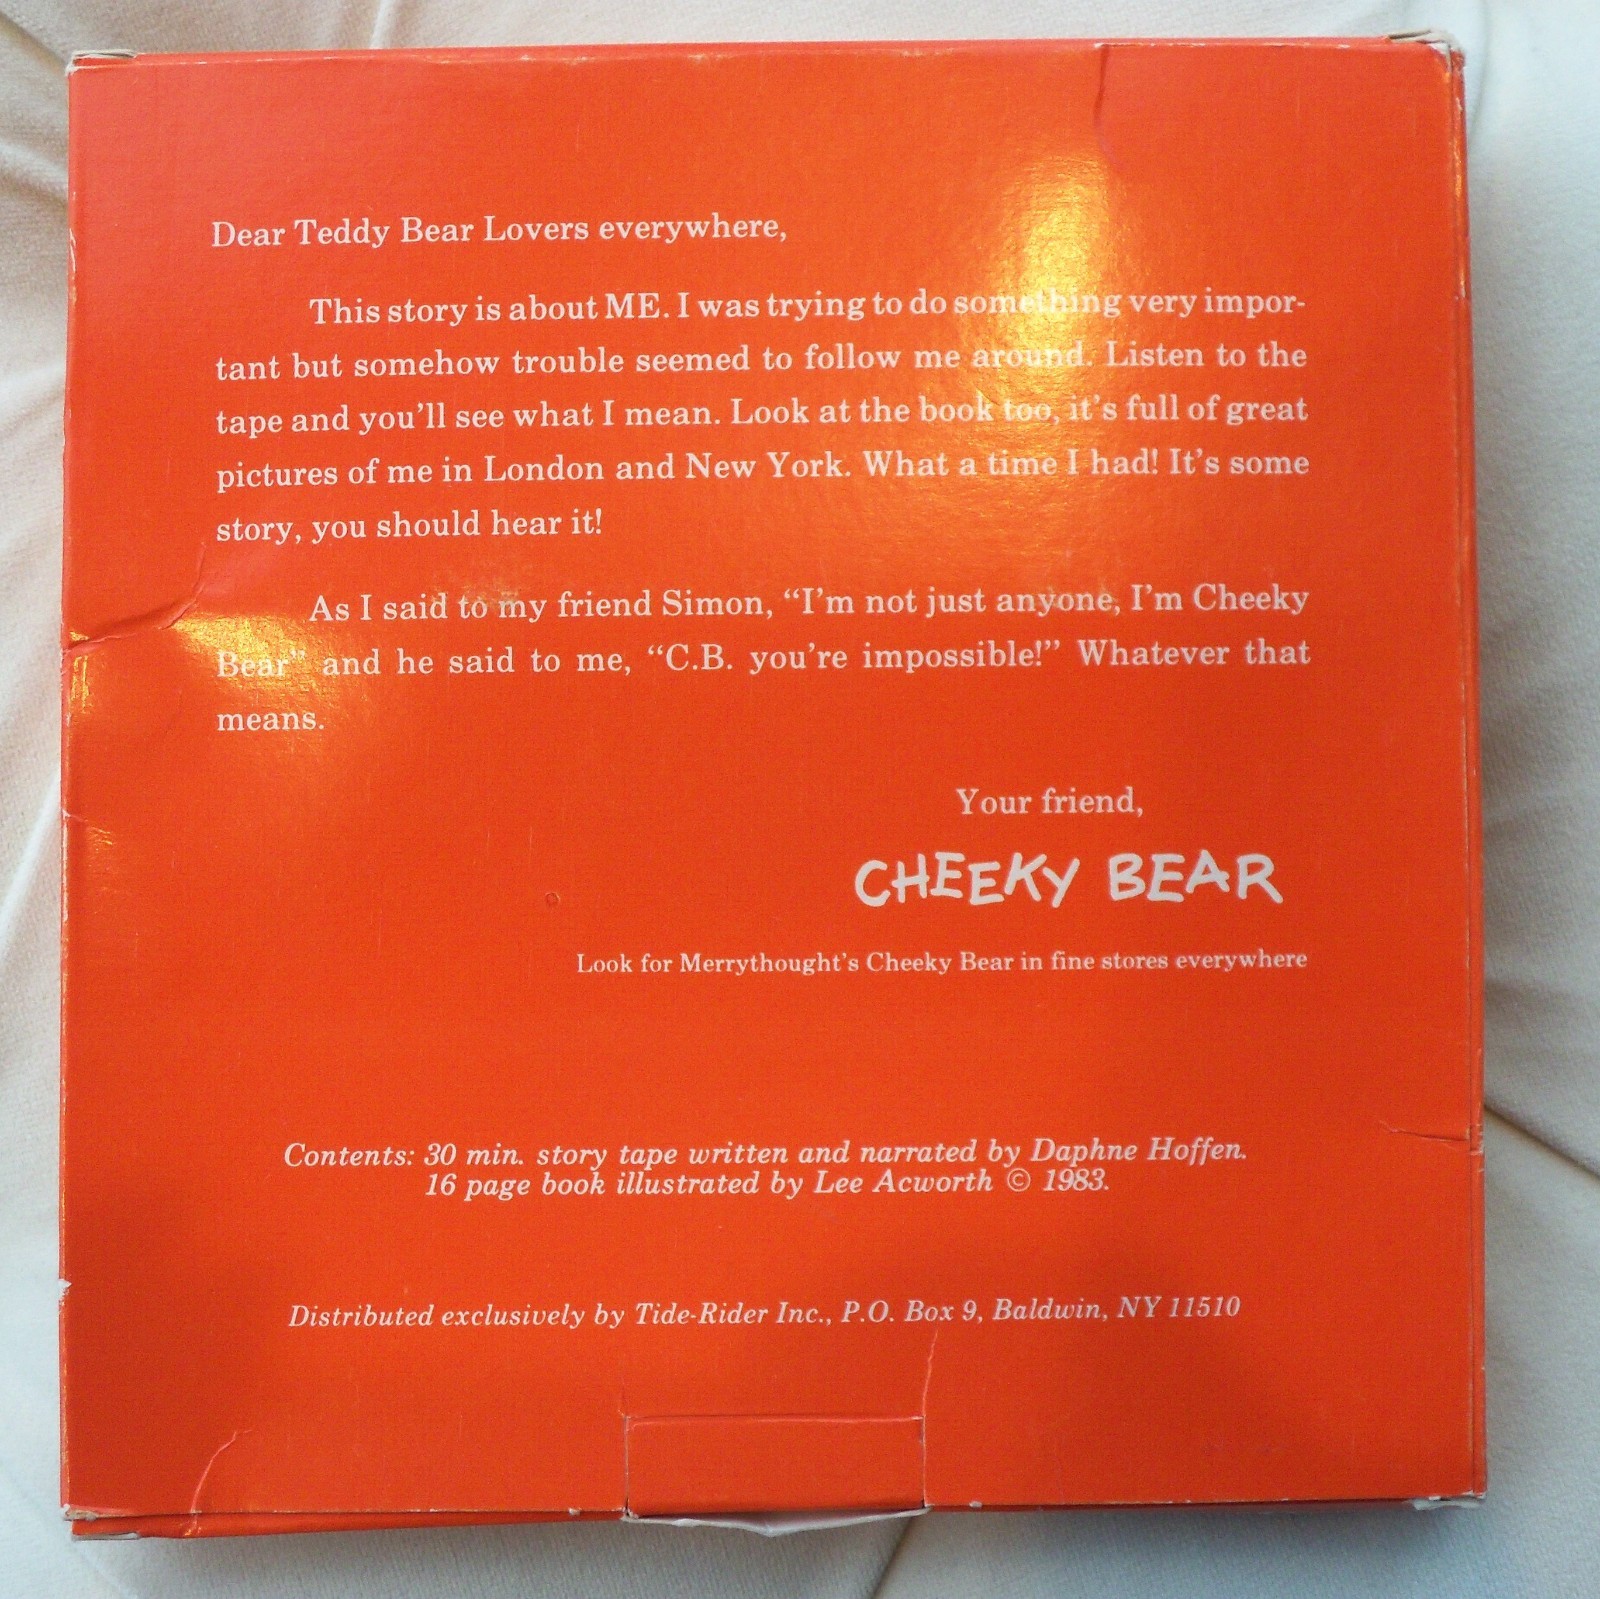 Dear Teddy Bear Lovers everywhere,
This story is about ME. I was trying to do something very impor-
tant but somehow trouble seemed to follow me around. Listen to the
tape and you'll see what I mean. Look at the book too, it's full of great
pictures of me in London and New York. What a time I had! It's some
story, you should hear it!
As I said to my friend Simon, "I'm not just anyone, I'm Cheeky
Bear" and he said to me, "C.B. you're impossible!" Whatever that
means.
Your friend,
CHEEKY BEAR
Look for Merrythought's Cheeky Bear in fine stores everywhere
Contents: 30 min. story tape written and narrated by Daphne Hoffen.
16 page book illustrated by Lee Acworth © 1983.
Distributed exclusively by Tide-Rider Inc., P.O. Box 9, Baldwin, NY 11510